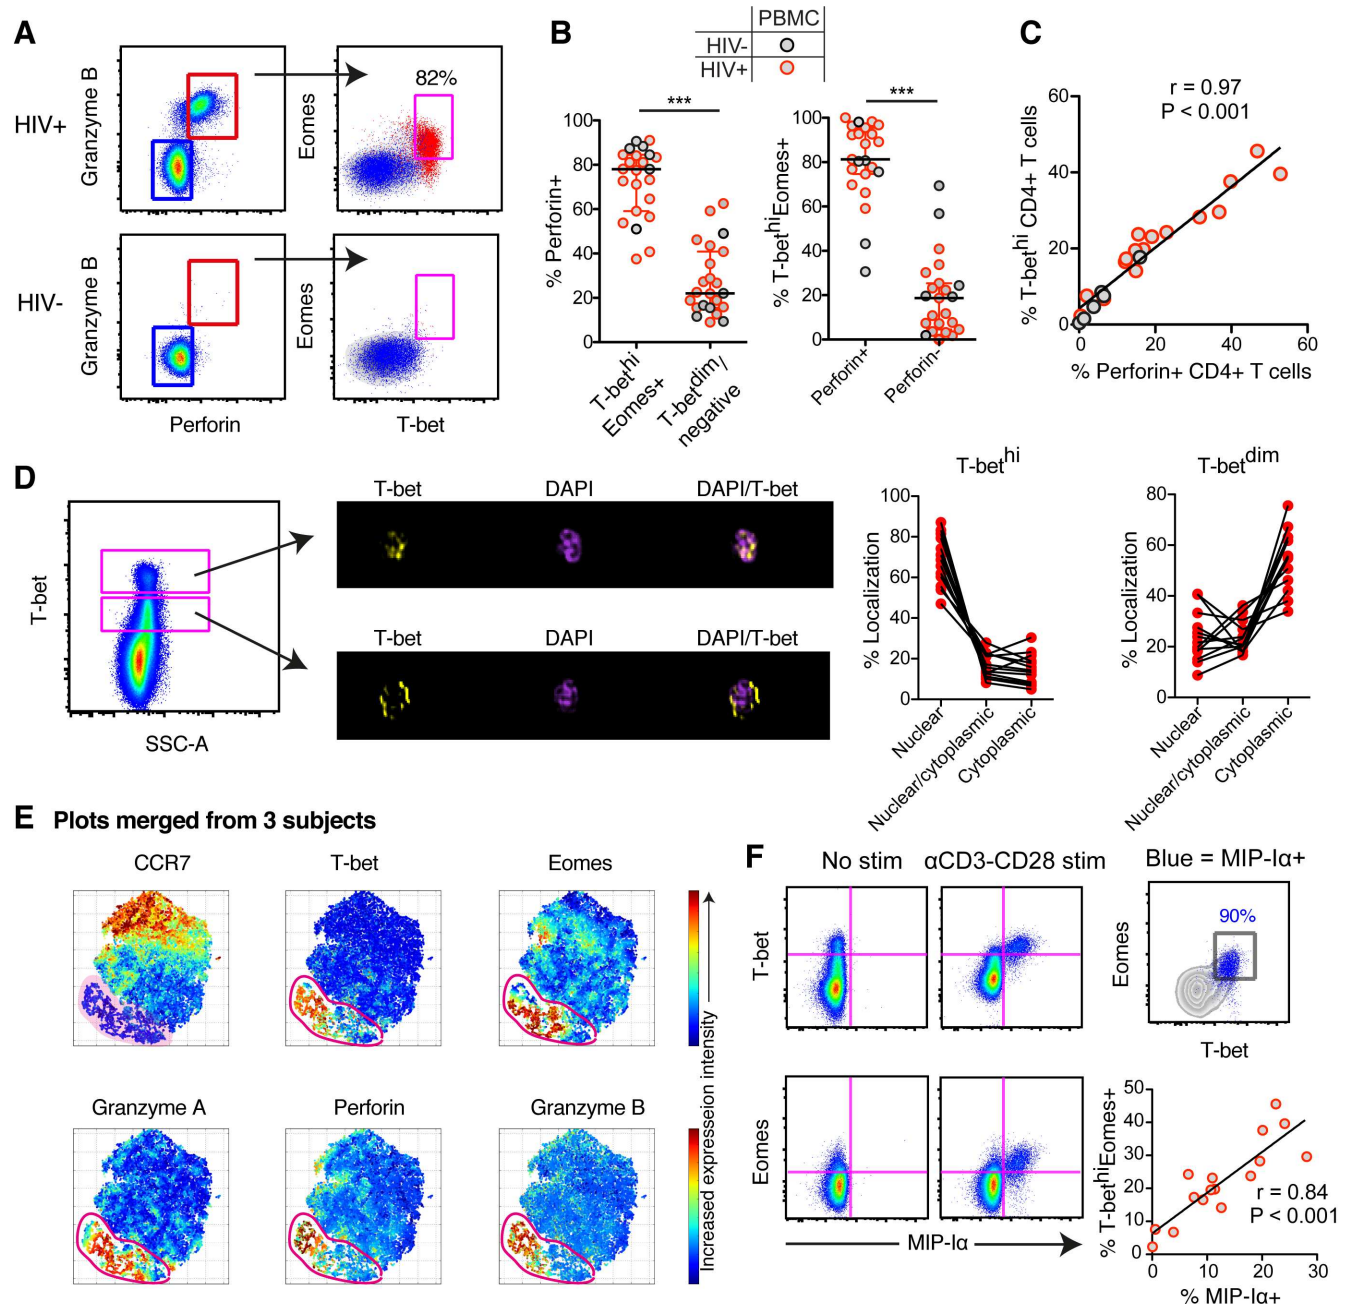 A
HIV+
Granzyme B
Eomes
82%
HIV-
Granzyme B
Eomes
Perforin
T-bet
B
PBMC
HIV-
HIV+
***
% Perforin+
100
80
60
40
20
0
T-bethi
Eomes+
T-betdim/
negative
***
% T-bethiEomes+
100
80
60
40
20
0
Perforin+
Perforin-
C
r = 0.97
P < 0.001
% T-bethi CD4+ T cells
60
40
20
0
0
20
40
60
% Perforin+ CD4+ T cells
D
T-bet
SSC-A
T-bet
DAPI
DAPI/T-bet
T-bet
DAPI
DAPI/T-bet
T-bethi
% Localization
100
80
60
40
20
0
Nuclear
Nuclear/cytoplasmic
Cytoplasmic
T-betdim
% Localization
80
60
40
20
0
Nuclear
Nuclear/cytoplasmic
Cytoplasmic
E
Plots merged from 3 subjects
CCR7
T-bet
Eomes
Granzyme A
Perforin
Granzyme B
Increased expresseion intensity
F
No stim
αCD3-CD28 stim
Blue = MIP-Iα+
T-bet
Eomes
90%
T-bet
Eomes
MIP-Iα
% T-bethiEomes+
50
40
30
20
10
0
r = 0.84
P < 0.001
0
10
20
30
% MIP-Iα+